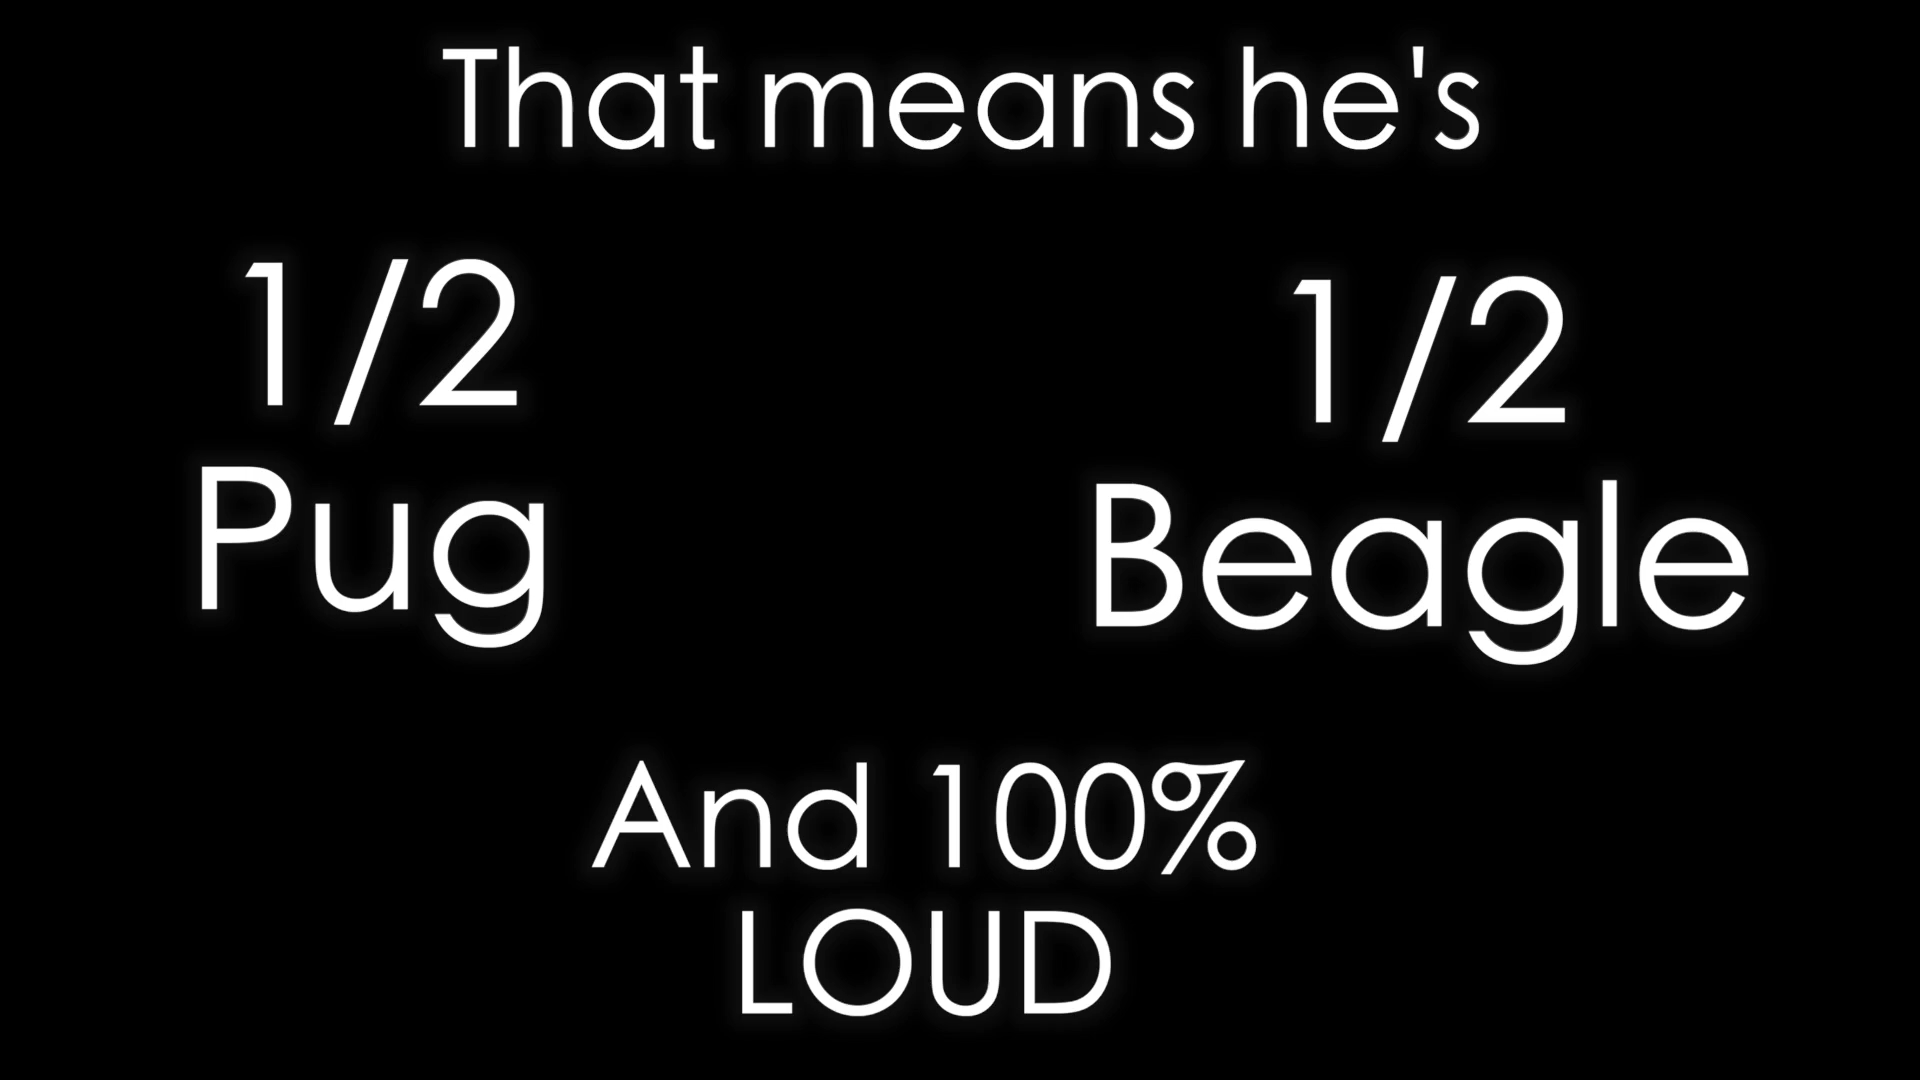 That means he's
1/2
Pug
1/2
Beagle
And 100%
LOUD